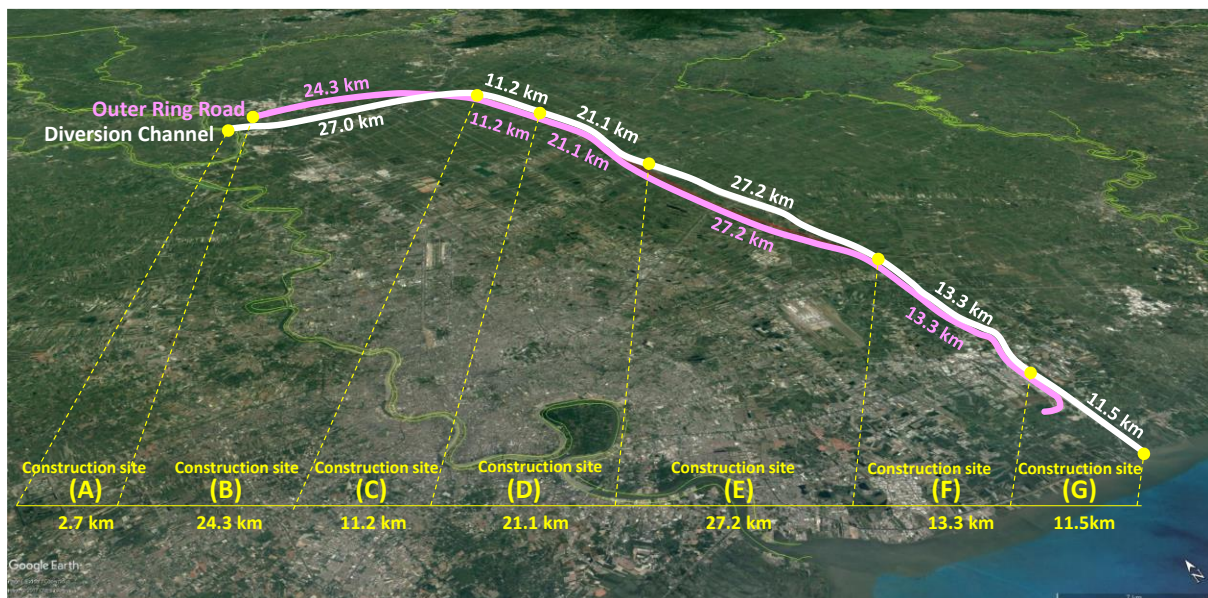 24.3 km
11.2 km
21.1 km
Outer Ring Road
Diversion Channel
27.0 km
11.2 km
21.1 km
27.2 km
27.2 km
13.3 km
13.3 km
11.5 km
Construction site
(A)
2.7 km
Construction site
(B)
24.3 km
Construction site
(C)
11.2 km
Construction site
(D)
21.1 km
Construction site
(E)
27.2 km
Construction site
(F)
13.3 km
Construction site
(G)
11.5km
Google Earth
N